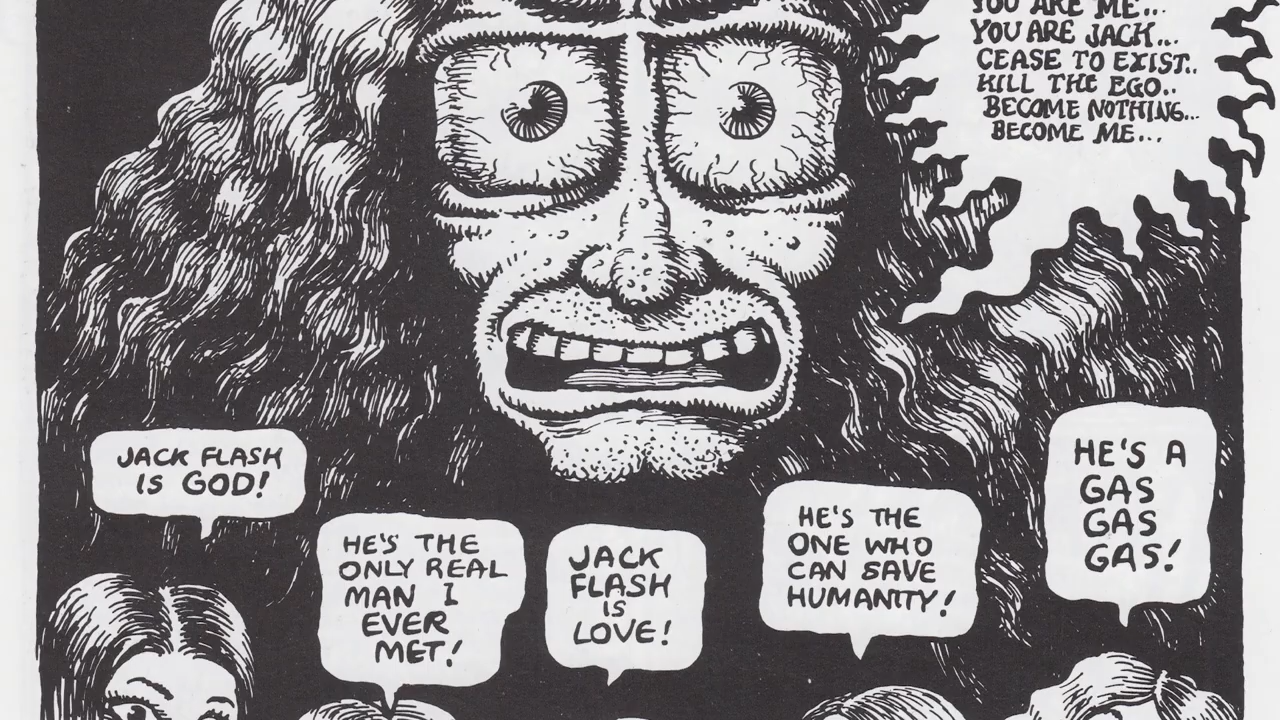 YOU ARE ME...
YOU ARE JACK...
CEASE TO EXIST..
KILL THE EGO..
BECOME NOTHING...
BECOME ME...
JACK FLASH
IS GOD!
HE'S THE
ONLY REAL
MAN I
EVER
MET!
JACK
FLASH
IS
LOVE!
HE'S THE
ONE WHO
CAN SAVE
HUMANITY!
HE'S A
GAS
GAS
GAS!